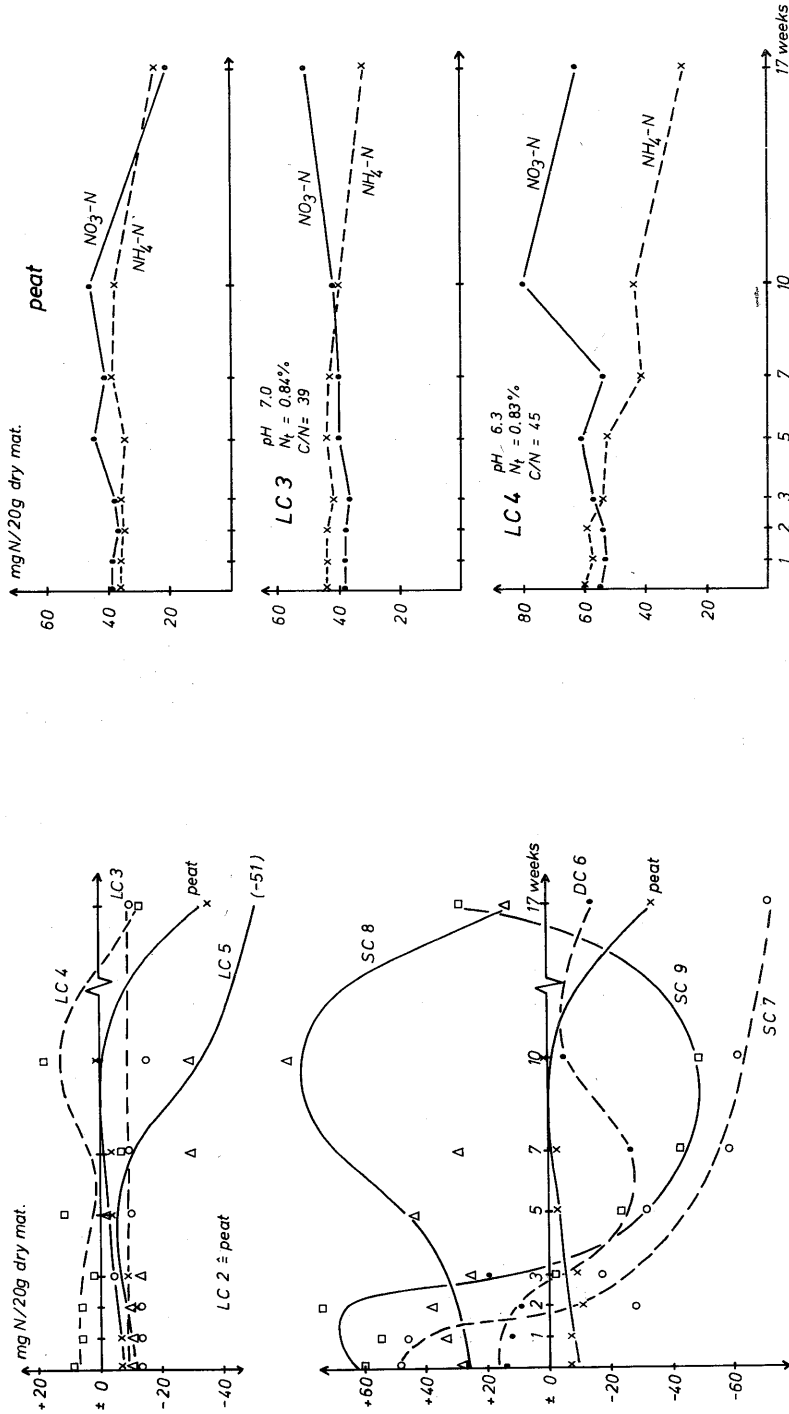 mg N/20g dry mat.
+20
±0
-20
-40
LC 4
LC 3
peat
LC 5
(-51)
LC 2 ≙ peat
+60
+40
+20
±0
-20
-40
-60
1
2
3
5
7
10
17 weeks
SC 8
DC 6
peat
SC 9
SC 7
mg N/20g dry mat.
peat
60
40
20
NO3-N
NH4-N
LC 3
pH 7.0
Nt = 0.84%
C/N = 39
60
40
20
NO3-N
NH4-N
LC 4
pH 6.3
Nt = 0.83%
C/N = 45
80
60
40
20
NO3-N
NH4-N
1
2
3
5
7
10
17 weeks